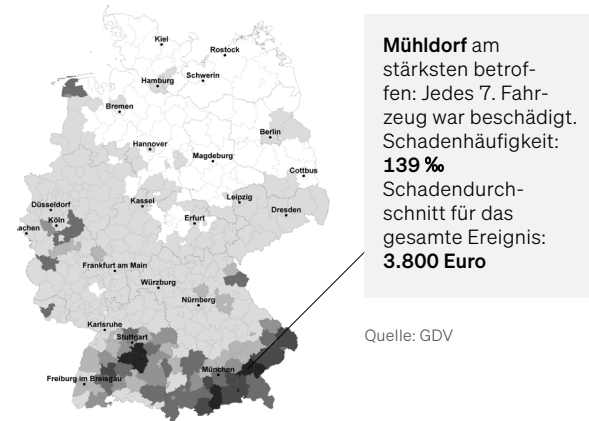 Kiel
Rostock
Hamburg
Schwerin
Bremen
Berlin
Hannover
Magdeburg
Cottbus
Düsseldorf
Kassel
Leipzig
Köln
Erfurt
Dresden
achen
Frankfurt am Main
Würzburg
Nürnberg
Karlsruhe
Stuttgart
München
Freiburg im Breisgau
Mühldorf am
stärksten betrof-
fen: Jedes 7. Fahr-
zeug war beschädigt.
Schadenhäufigkeit:
139 ‰
Schadendurch-
schnitt für das
gesamte Ereignis:
3.800 Euro
Quelle: GDV